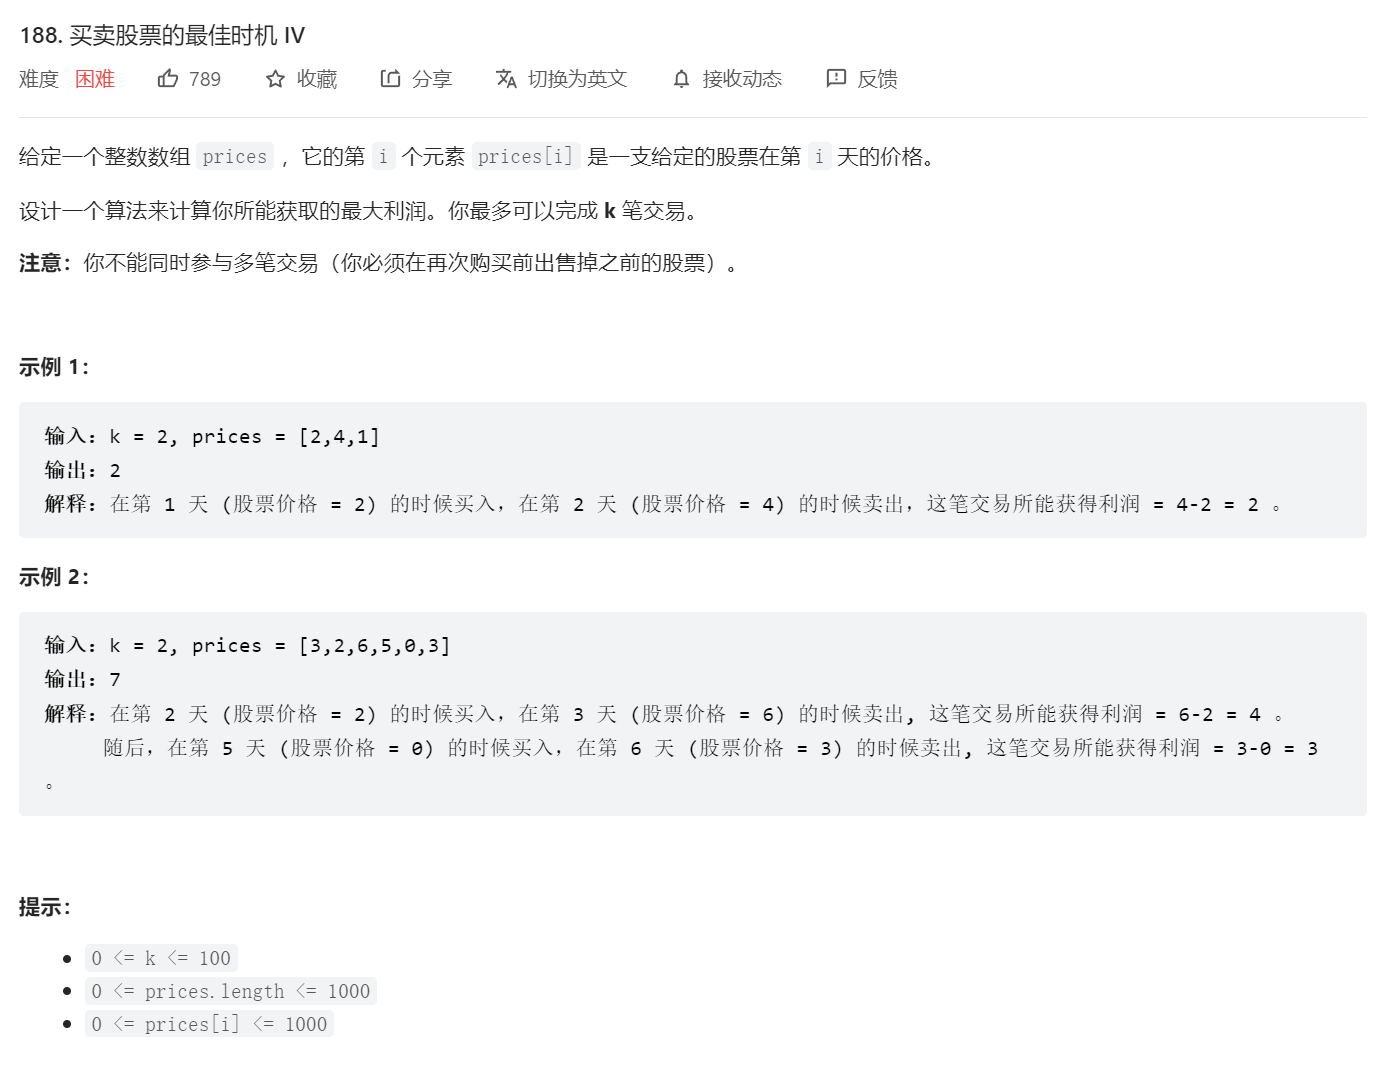 188. 买卖股票的最佳时机 IV
难度 困难 789 收藏 分享 切换为英文 接收动态 反馈
给定一个整数数组 prices ，它的第 i 个元素 prices[i] 是一支给定的股票在第 i 天的价格。
设计一个算法来计算你所能获取的最大利润。你最多可以完成 k 笔交易。
注意：你不能同时参与多笔交易（你必须在再次购买前出售掉之前的股票）。
示例 1：
输入：k = 2, prices = [2,4,1]
输出：2
解释：在第 1 天 (股票价格 = 2) 的时候买入，在第 2 天 (股票价格 = 4) 的时候卖出，这笔交易所能获得利润 = 4-2 = 2 。
示例 2：
输入：k = 2, prices = [3,2,6,5,0,3]
输出：7
解释：在第 2 天 (股票价格 = 2) 的时候买入，在第 3 天 (股票价格 = 6) 的时候卖出, 这笔交易所能获得利润 = 6-2 = 4 。
随后，在第 5 天 (股票价格 = 0) 的时候买入，在第 6 天 (股票价格 = 3) 的时候卖出, 这笔交易所能获得利润 = 3-0 = 3
。
提示：
• 0 <= k <= 100
• 0 <= prices.length <= 1000
• 0 <= prices[i] <= 1000